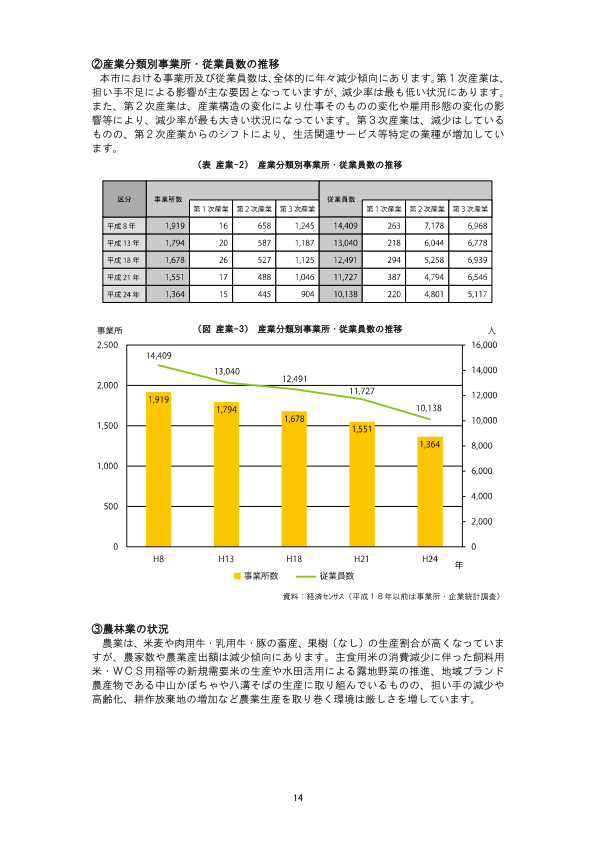 ②産業分類別事業所・従業員数の推移
本市における事業所及び従業員数は、全体的に年々減少傾向にあります。第１次産業は、
担い手不足による影響が主な要因となっていますが、減少率は最も低い状況にあります。
また、第２次産業は、産業構造の変化により仕事そのものの変化や雇用形態の変化の影
響等により、減少率が最も大きい状況になっています。第３次産業は、減少はしている
ものの、第２次産業からのシフトにより、生活関連サービス等特定の業種が増加してい
ます。
（表 産業-2） 産業分類別事業所・従業員数の推移
区分 事業所数 従業員数
第１次産業 第２次産業 第３次産業 第１次産業 第２次産業 第３次産業
平成８年 1,919 16 658 1,245 14,409 263 7,178 6,968
平成 13 年 1,794 20 587 1,187 13,040 218 6,044 6,778
平成 18 年 1,678 26 527 1,125 12,491 294 5,258 6,939
平成 21 年 1,551 17 488 1,046 11,727 387 4,794 6,546
平成 24 年 1,364 15 445 904 10,138 220 4,801 5,117
（図 産業-3） 産業分類別事業所・従業員数の推移
事業所 人
2,500 16,000
14,409
14,000
13,040
12,491
2,000
11,727
12,000
1,919
10,138
1,794
1,678
10,000
1,500
1,551
1,364
8,000
1,000
6,000
4,000
500
2,000
0 0
H8 H13 H18 H21 H24 年
事業所数 従業員数
資料：経済センサス（平成１８年以前は事業所・企業統計調査）
③農林業の状況
農業は、米麦や肉用牛・乳用牛・豚の畜産、果樹（なし）の生産割合が高くなっていま
すが、農家数や農業産出額は減少傾向にあります。主食用米の消費減少に伴った飼料用
米・ＷＣＳ用稲等の新規需要米の生産や水田活用による露地野菜の推進、地域ブランド
農産物である中山かぼちゃや八溝そばの生産に取り組んでいるものの、担い手の減少や
高齢化、耕作放棄地の増加など農業生産を取り巻く環境は厳しさを増しています。
14